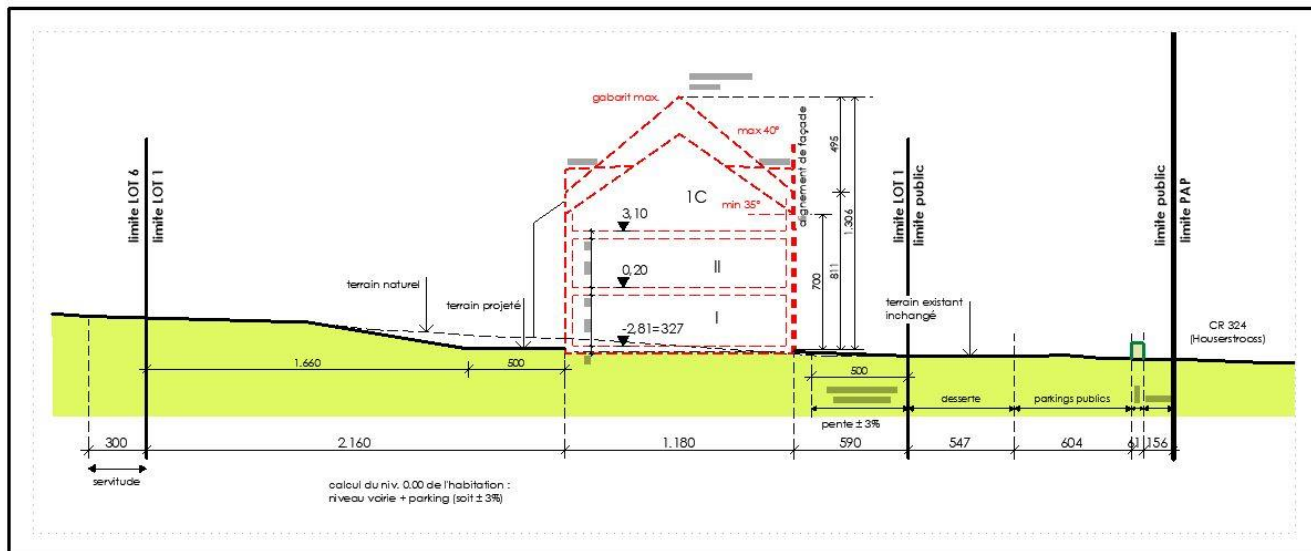 gabarit max.
max 40°
alignement de façade
495
1.306
811
700
1C
min 35°
3,10
II
0,20
I
-2,81=327
limite LOT 6
limite LOT 1
limite LOT 1
limite public
limite public
limite PAP
terrain naturel
terrain projeté
terrain existant
inchangé
CR 324
(Houserstrooss)
1.660
500
500
desserte
parkings publics
pente ± 3%
300
2.160
1.180
590
547
604
61
156
servitude
calcul du niv. 0.00 de l'habitation :
niveau voirie + parking (soit ± 3%)